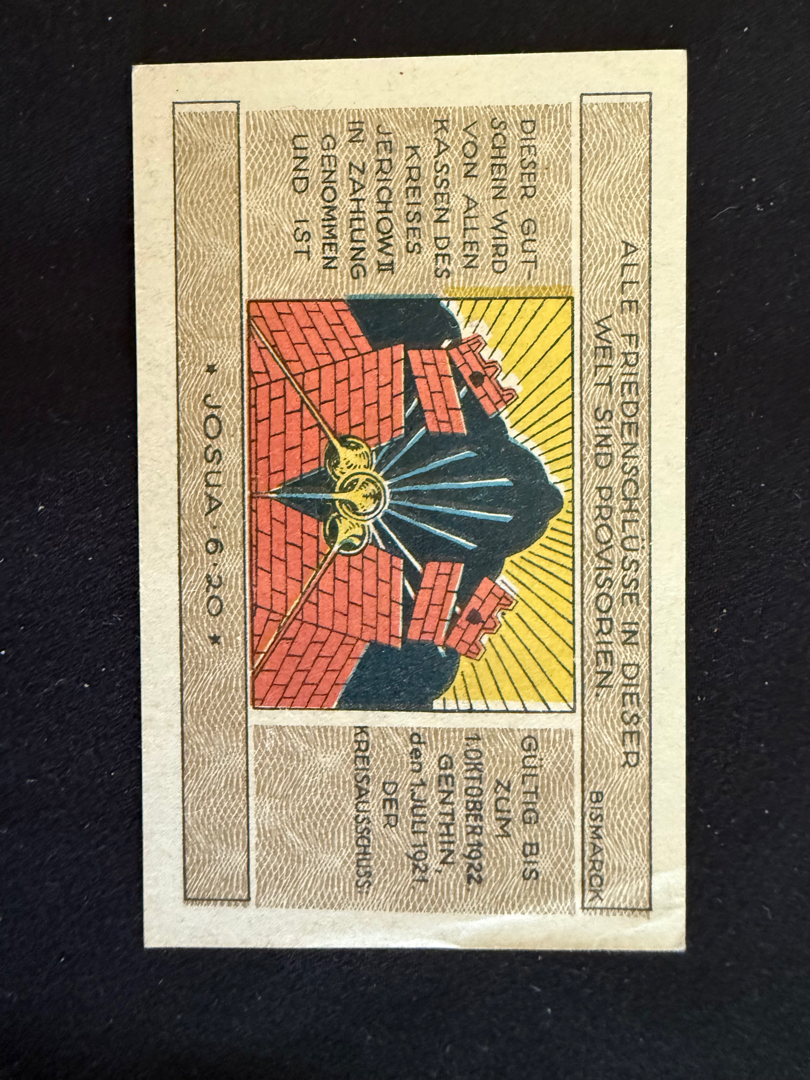 ALLE FRIEDENSCHLÜSSE IN DIESER
WELT SIND PROVISORIEN.
BISMARCK
DIESER GUT-
SCHEIN WIRD
VON ALLEN
KASSEN DES
KREISES
JERICHOW II
IN ZAHLUNG
GENOMMEN
UND IST
GÜLTIG BIS
ZUM
1.OKTOBER 1922
GENTHIN,
den 1.JULI 1921.
DER
KREISAUSSCHUSS.
* JOSUA·6·20 *